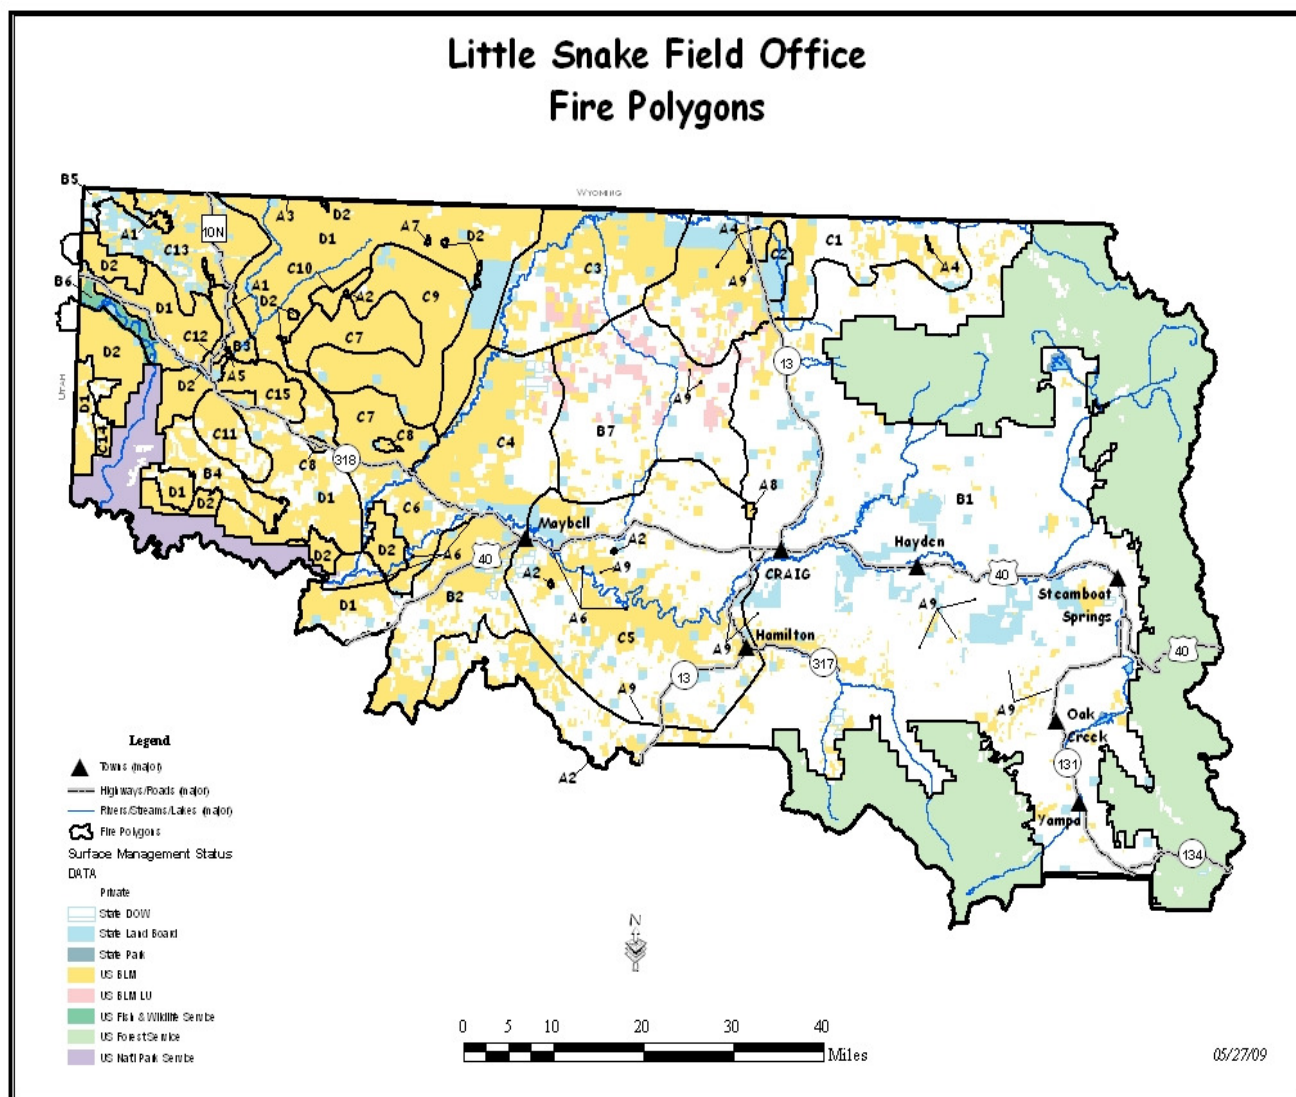 Little Snake Field Office
Fire Polygons
WYOMING
B5
A3
D2
A7
D2
A1
10N
D1
A4
C1
C13
C2
C3
A9
A4
D2
C10
B6
A1
A2
C9
D2
D1
C12
B3
C7
D2
A5
13
UTAH
D2
D1
C15
A9
C7
C14
C11
C8
C4
B7
C8
318
B4
D1
D2
D1
A8
B1
C6
Maybell
Hayden
D2
D2
A6
40
A2
CRAIG
40
A2
A9
Steamboat
Springs
D1
B2
A6
A9
C5
Hamilton
A9
13
317
40
A9
A9
Oak
Creek
A2
131
Yampa
134
Legend
Towns (major)
Highways/Roads (major)
Rivers/Streams/Lakes (major)
Fire Polygons
Surface Management Status
DATA
Private
State DOW
State Land Board
State Park
US BLM
US BLM LU
US Fish & Wildlife Service
US Forest Service
US Nat'l Park Service
N
0 5 10 20 30 40
Miles
05/27/09